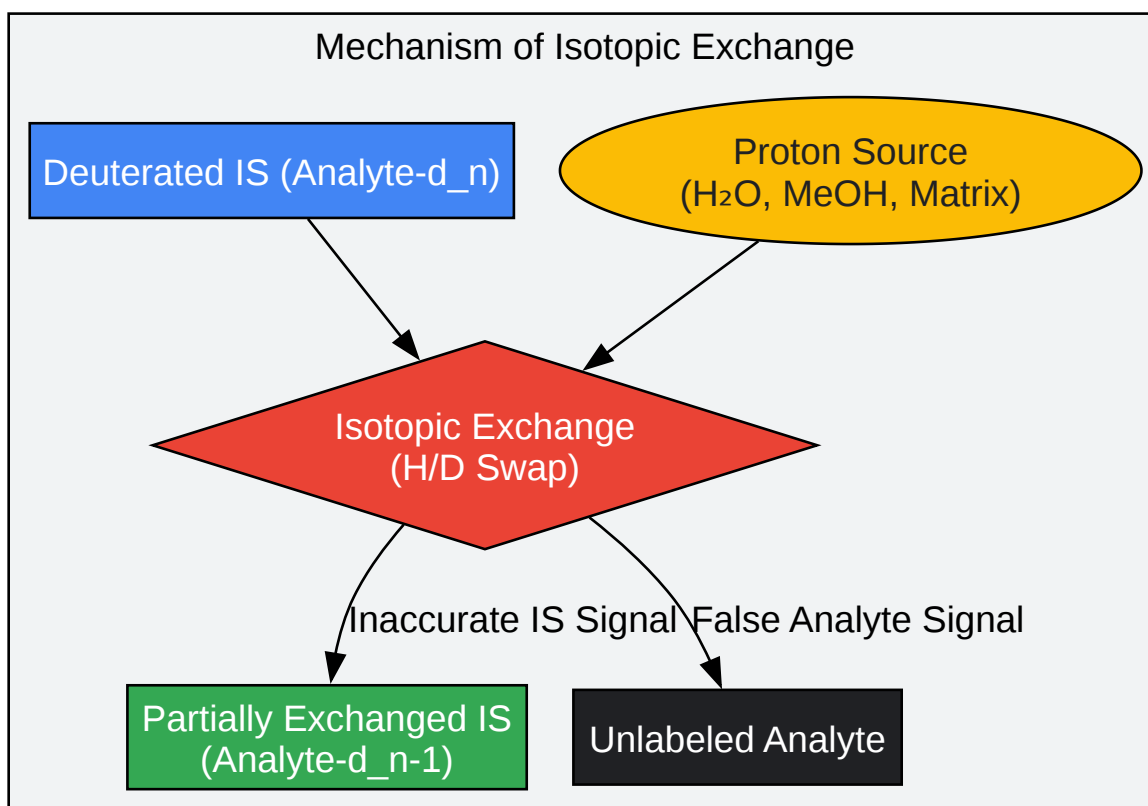 Mechanism of Isotopic Exchange
Deuterated IS (Analyte-d_n)
Proton Source
(H₂O, MeOH, Matrix)
Isotopic Exchange
(H/D Swap)
Inaccurate IS Signal
False Analyte Signal
Partially Exchanged IS
(Analyte-d_n-1)
Unlabeled Analyte